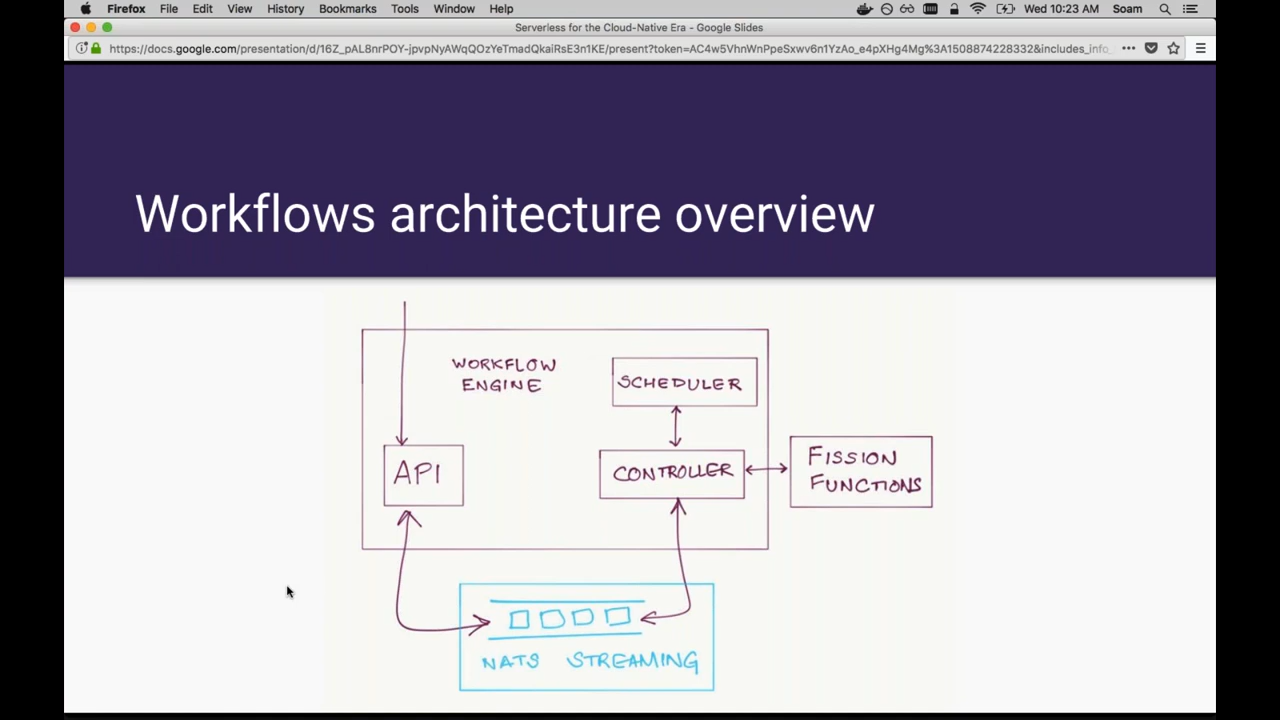 Firefox File Edit View History Bookmarks Tools Window Help Wed 10:23 AM Soam
Serverless for the Cloud-Native Era - Google Slides
https://docs.google.com/presentation/d/16Z_pAL8nrPOY-jpvpNyAWqQOzYeTmadQkaiRsE3n1KE/present?token=AC4w5VhnWnPpeSxwv6n1YzAo_e4pXHg4Mg%3A1508874228332&includes_info_
Workflows architecture overview
WORKFLOW
ENGINE
SCHEDULER
API
CONTROLLER
FISSION
FUNCTIONS
NATS STREAMING